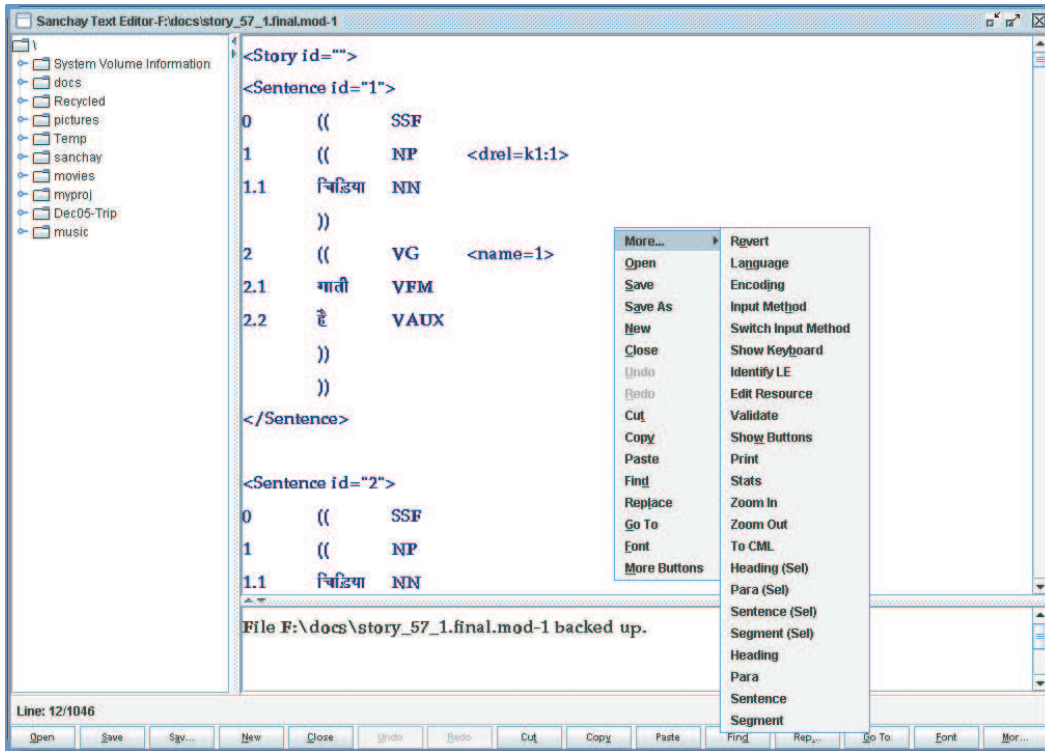 Sanchay Text Editor-F:\docs\story_57_1.final.mod-1
\
System Volume Information
docs
Recycled
pictures
Temp
sanchay
movies
myproj
Dec05-Trip
music
<Story id="">
<Sentence id="1">
0 (( SSF
1 (( NP <drel=k1:1>
1.1 चिडिया NN
))
2 (( VG <name=1>
2.1 गाती VFM
2.2 है VAUX
))
))
</Sentence>
<Sentence id="2">
0 (( SSF
1 (( NP
1.1 चिडिया NN
More...
Open
Save
Save As
New
Close
Undo
Redo
Cut
Copy
Paste
Find
Replace
Go To
Font
More Buttons
Revert
Language
Encoding
Input Method
Switch Input Method
Show Keyboard
Identify LE
Edit Resource
Validate
Show Buttons
Print
Stats
Zoom In
Zoom Out
To CML
Heading (Sel)
Para (Sel)
Sentence (Sel)
Segment (Sel)
Heading
Para
Sentence
Segment
File F:\docs\story_57_1.final.mod-1 backed up.
Line: 12/1046
Open Save Sav... New Close Undo Redo Cut Copy Paste Find Rep... Go To Font Mor...